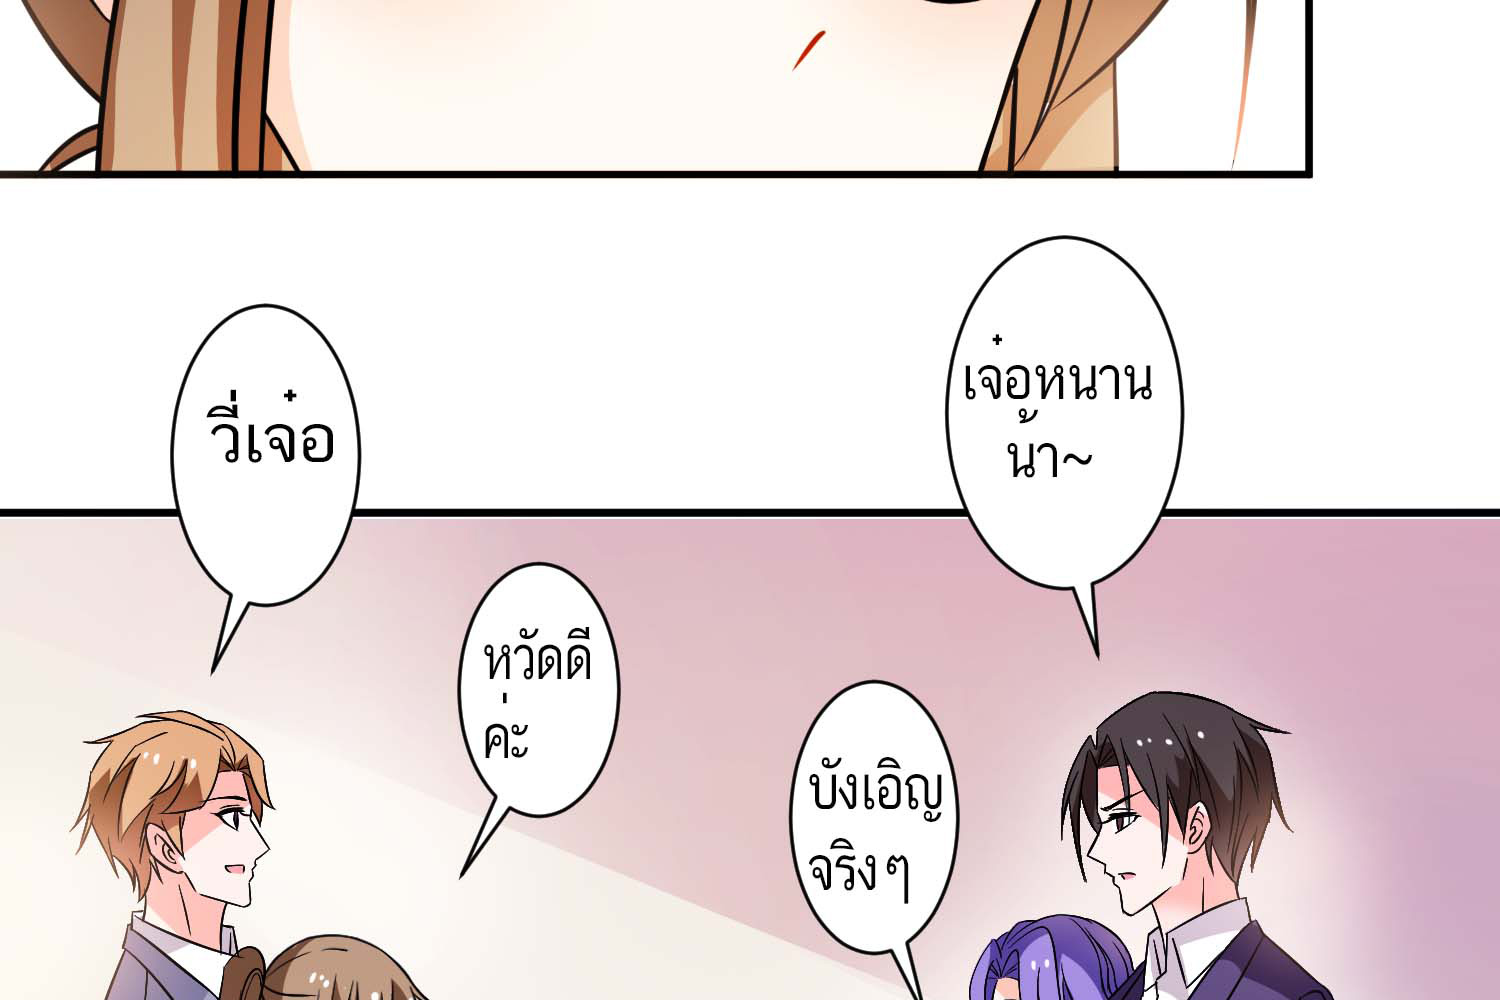 วี่เจ๋อ
เจ๋อหนาน
น้า~
หวัดดี
ค่ะ
บังเอิญ
จริงๆ